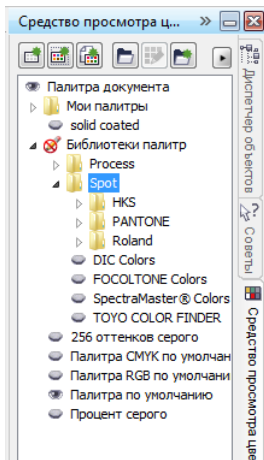 Средство просмотра ц...
Палитра документа
Мои палитры
solid coated
Библиотеки палитр
Process
Spot
HKS
PANTONE
Roland
DIC Colors
FOCOLTONE Colors
SpectraMaster® Colors
TOYO COLOR FINDER
256 оттенков серого
Палитра CMYK по умолчан
Палитра RGB по умолчани
Палитра по умолчанию
Процент серого
Диспетчер объектов
Советы
Средство просмотра цве